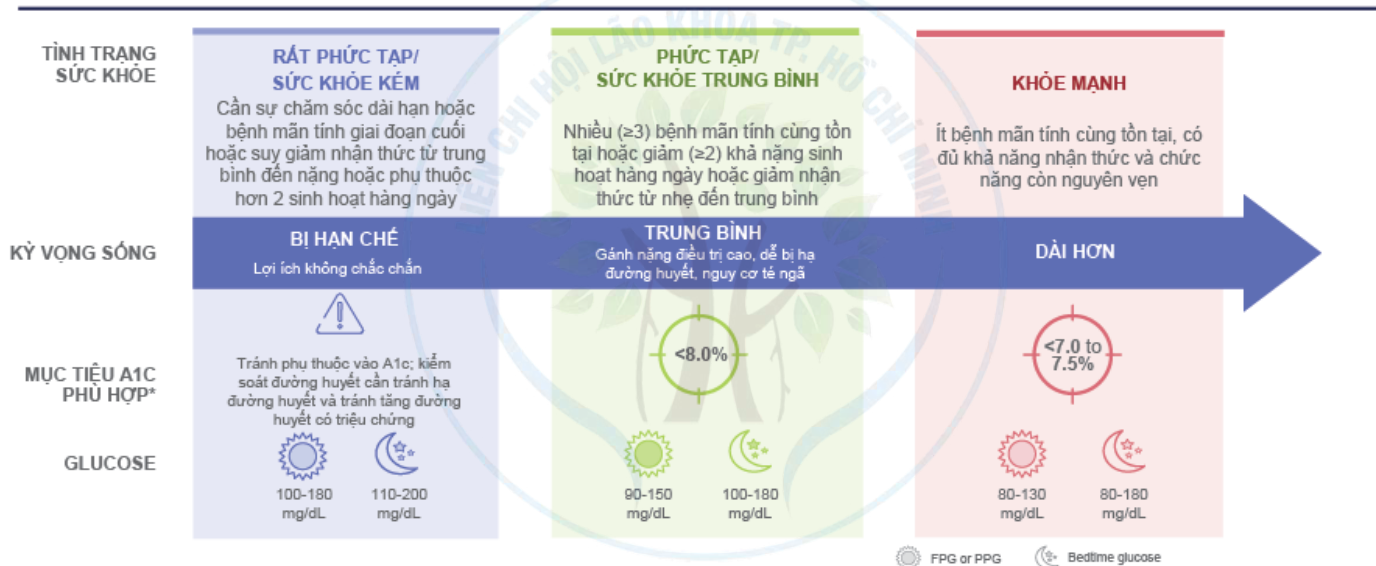 TÌNH TRẠNG
SỨC KHỎE
RẤT PHỨC TẠP/
SỨC KHỎE KÉM
Cần sự chăm sóc dài hạn hoặc
bệnh mãn tính giai đoạn cuối
hoặc suy giảm nhận thức từ trung
bình đến nặng hoặc phụ thuộc
hơn 2 sinh hoạt hàng ngày
PHỨC TẠP/
SỨC KHỎE TRUNG BÌNH
Nhiều (≥3) bệnh mãn tính cùng tồn
tại hoặc giảm (≥2) khả năng sinh
hoạt hàng ngày hoặc giảm nhận
thức từ nhẹ đến trung bình
KHỎE MẠNH
Ít bệnh mãn tính cùng tồn tại, có
đủ khả năng nhận thức và chức
năng còn nguyên vẹn
KỲ VỌNG SỐNG
BỊ HẠN CHẾ
Lợi ích không chắc chắn
TRUNG BÌNH
Gánh nặng điều trị cao, dễ bị hạ
đường huyết, nguy cơ té ngã
DÀI HƠN
MỤC TIÊU A1C
PHÙ HỢP*
Tránh phụ thuộc vào A1c; kiểm
soát đường huyết cần tránh hạ
đường huyết và tránh tăng đường
huyết có triệu chứng
<8.0%
<7.0 to
7.5%
GLUCOSE
100-180
mg/dL
110-200
mg/dL
90-150
mg/dL
100-180
mg/dL
80-130
mg/dL
80-180
mg/dL
FPG or PPG
Bedtime glucose
LIÊN CHI HỘI LÃO KHOA TP. HỒ CHÍ MINH